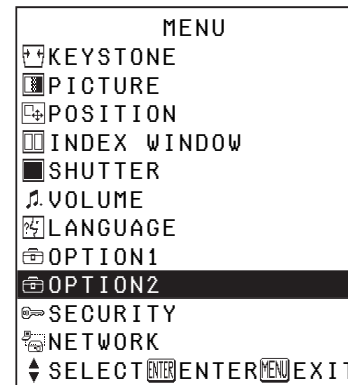 MENU
KEYSTONE
PICTURE
POSITION
INDEX WINDOW
SHUTTER
VOLUME
LANGUAGE
OPTION1
OPTION2
SECURITY
NETWORK
SELECT ENTER ENTER MENU EXIT